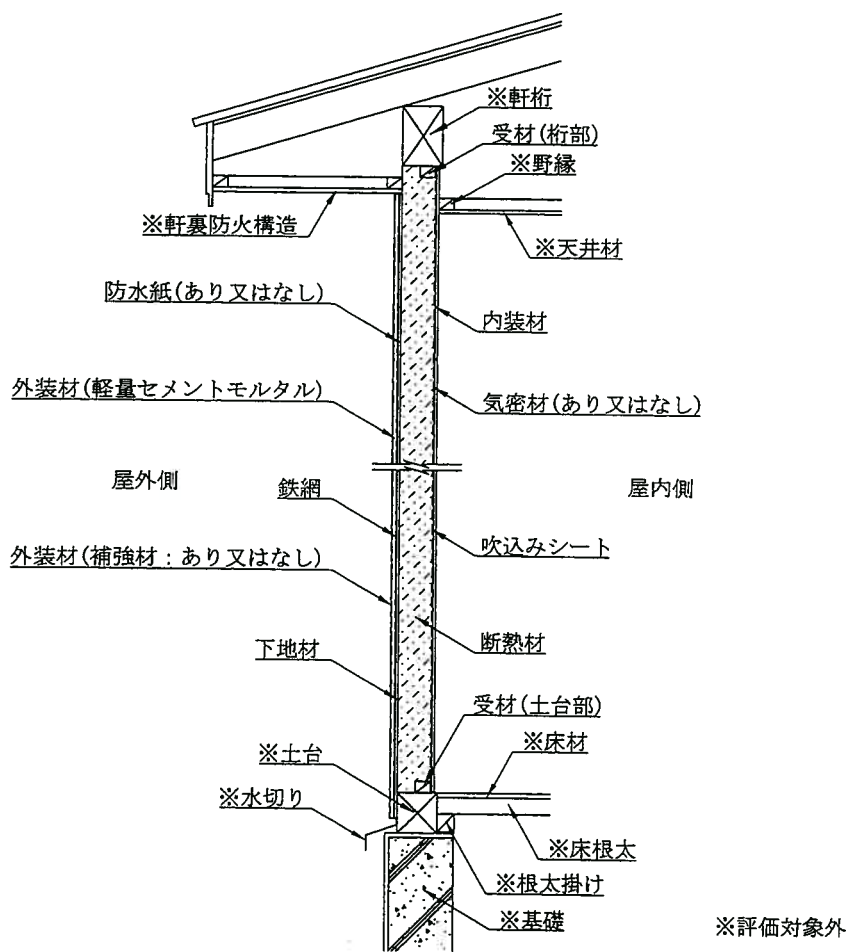 ※軒桁
受材(桁部)
※野縁
※軒裏防火構造
※天井材
防水紙(あり又はなし)
内装材
外装材(軽量セメントモルタル)
気密材(あり又はなし)
屋外側
鉄網
屋内側
外装材(補強材：あり又はなし)
吹込みシート
下地材
断熱材
受材(土台部)
※土台
※床材
※水切り
※床根太
※根太掛け
※基礎
※評価対象外